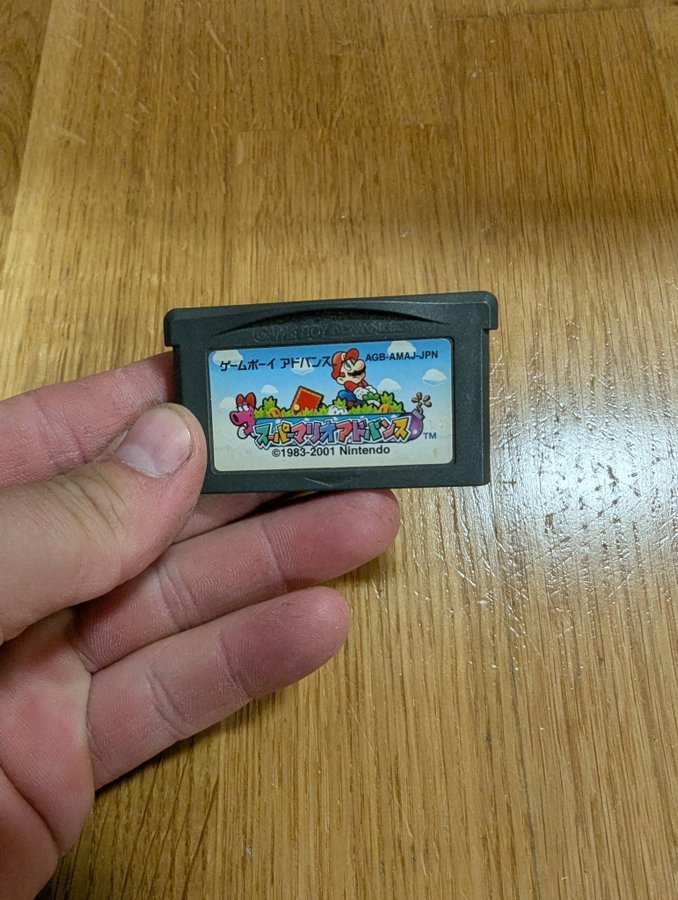 GAME BOY ADVANCE
ゲームボーイ アドバンス
AGB-AMAJ-JPN
スーパーマリオアドバンス
TM
©1983-2001 Nintendo